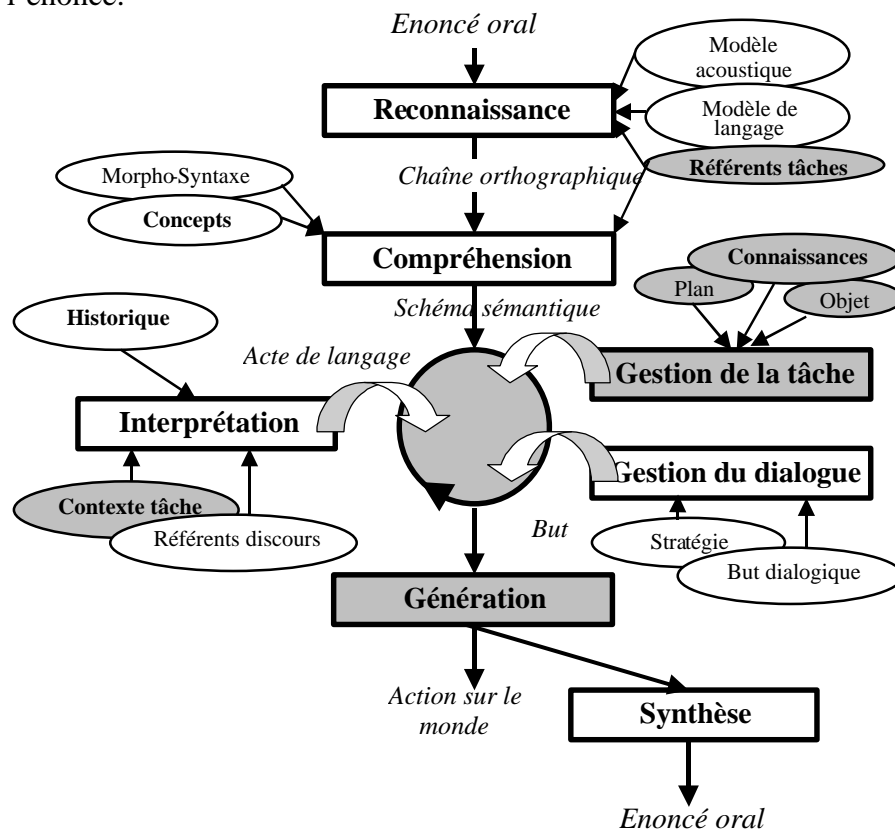 l’énoncé.
Enoncé oral
Modèle
acoustique
Reconnaissance
Modèle de
langage
Morpho-Syntaxe
Chaîne orthographique
Référents tâches
Concepts
Compréhension
Connaissances
Plan
Objet
Schéma sémantique
Historique
Acte de langage
Gestion de la tâche
Interprétation
Gestion du dialogue
Contexte tâche
Référents discours
But
Stratégie
But dialogique
Génération
Action sur le
monde
Synthèse
Enoncé oral